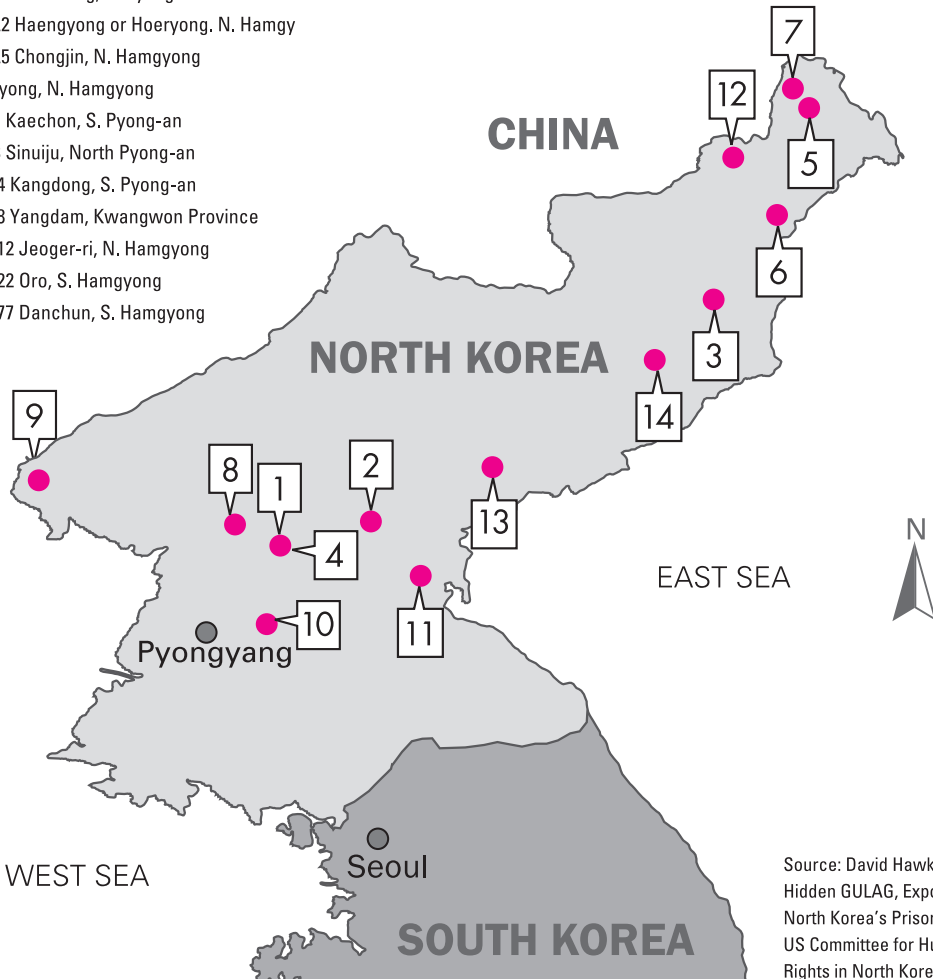 2 Haengyong or Hoeryong. N. Hamgy
5 Chongjin, N. Hamgyong
yong, N. Hamgyong
Kaechon, S. Pyong-an
Sinuiju, North Pyong-an
4 Kangdong, S. Pyong-an
3 Yangdam, Kwangwon Province
12 Jeoger-ri, N. Hamgyong
22 Oro, S. Hamgyong
77 Danchun, S. Hamgyong
7
12
CHINA
5
6
NORTH KOREA
3
14
9
8
1
2
4
13
N
EAST SEA
10
11
Pyongyang
Seoul
WEST SEA
SOUTH KOREA
Source: David Hawk
Hidden GULAG, Expo
North Korea's Prison
US Committee for Hu
Rights in North Kore